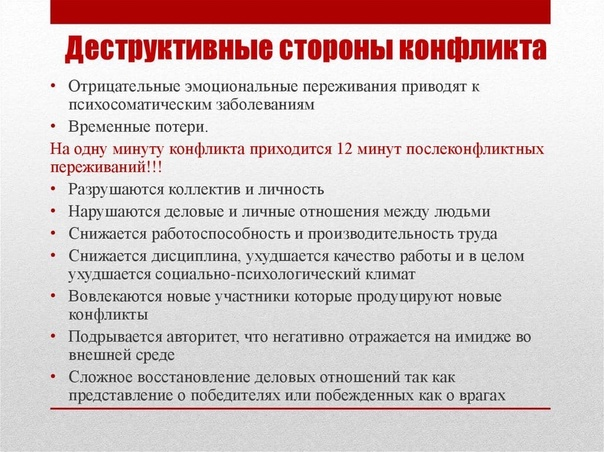 Деструктивные стороны конфликта
• Отрицательные эмоциональные переживания приводят к
психосоматическим заболеваниям
• Временные потери.
На одну минуту конфликта приходится 12 минут послеконфликтных
переживаний!!!
• Разрушаются коллектив и личность
• Нарушаются деловые и личные отношения между людьми
• Снижается работоспособность и производительность труда
• Снижается дисциплина, ухудшается качество работы и в целом
ухудшается социально-психологический климат
• Вовлекаются новые участники которые продуцируют новые
конфликты
• Подрывается авторитет, что негативно отражается на имидже во
внешней среде
• Сложное восстановление деловых отношений так как
представление о победителях или побежденных как о врагах